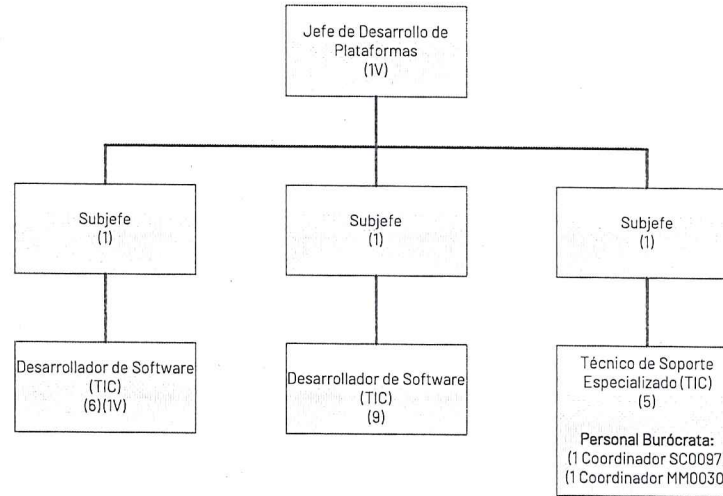 Jefe de Desarrollo de
Plataformas
(1V)
Subjefe
(1)
Subjefe
(1)
Subjefe
(1)
Desarrollador de Software
(TIC)
(6)(1V)
Desarrollador de Software
(TIC)
(9)
Técnico de Soporte
Especializado (TIC)
(5)
Personal Burócrata:
(1 Coordinador SC0097
(1 Coordinador MM0030